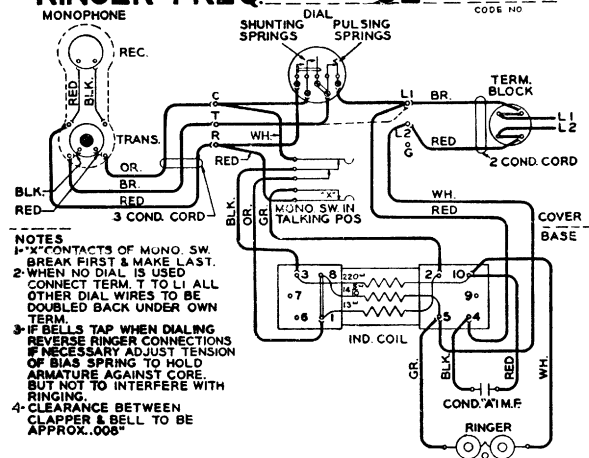 RINGER FREQ.
CODE NO
MONOPHONE
DIAL
SHUNTING
SPRINGS
PULSING
SPRINGS
REC.
RED
BLK.
TRANS.
C
T
R
WH.
RED
L1
BR.
L2
RED
G
TERM.
BLOCK
L1
L2
2 COND. CORD
OR.
BR.
RED
BLK.
RED
3 COND. CORD
"X"
MONO. SW. IN
TALKING POS
WH.
RED
COVER
BASE
BLK.
OR.
GR.
NOTES
1-"X" CONTACTS OF MONO. SW.
BREAK FIRST & MAKE LAST.
2-WHEN NO DIAL IS USED
CONNECT TERM. T TO L1 ALL
OTHER DIAL WIRES TO BE
DOUBLED BACK UNDER OWN
TERM.
3-IF BELLS TAP WHEN DIALING
REVERSE RINGER CONNECTIONS
IF NECESSARY ADJUST TENSION
OF BIAS SPRING TO HOLD
ARMATURE AGAINST CORE.
BUT NOT TO INTERFERE WITH
RINGING.
4-CLEARANCE BETWEEN
CLAPPER & BELL TO BE
APPROX..008"
3 8
7
6 1
220ω
13ω
2 10
9
5 4
IND. COIL
GR.
BLK.
RED
WH.
COND."A"1 M.F.
RINGER